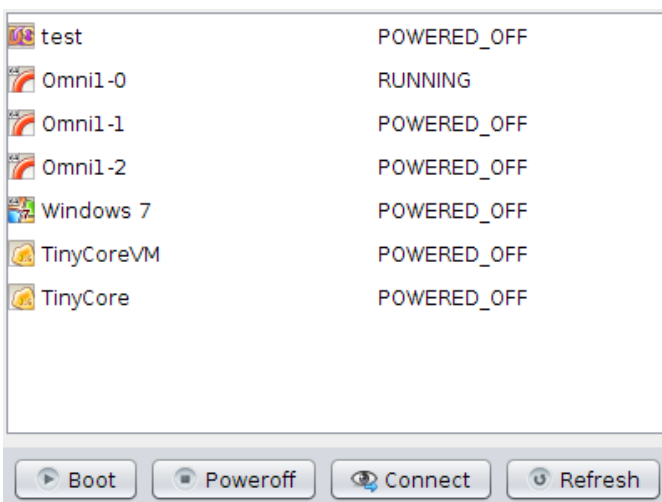 test POWERED_OFF
Omni1-0 RUNNING
Omni1-1 POWERED_OFF
Omni1-2 POWERED_OFF
Windows 7 POWERED_OFF
TinyCoreVM POWERED_OFF
TinyCore POWERED_OFF
Boot Poweroff Connect Refresh